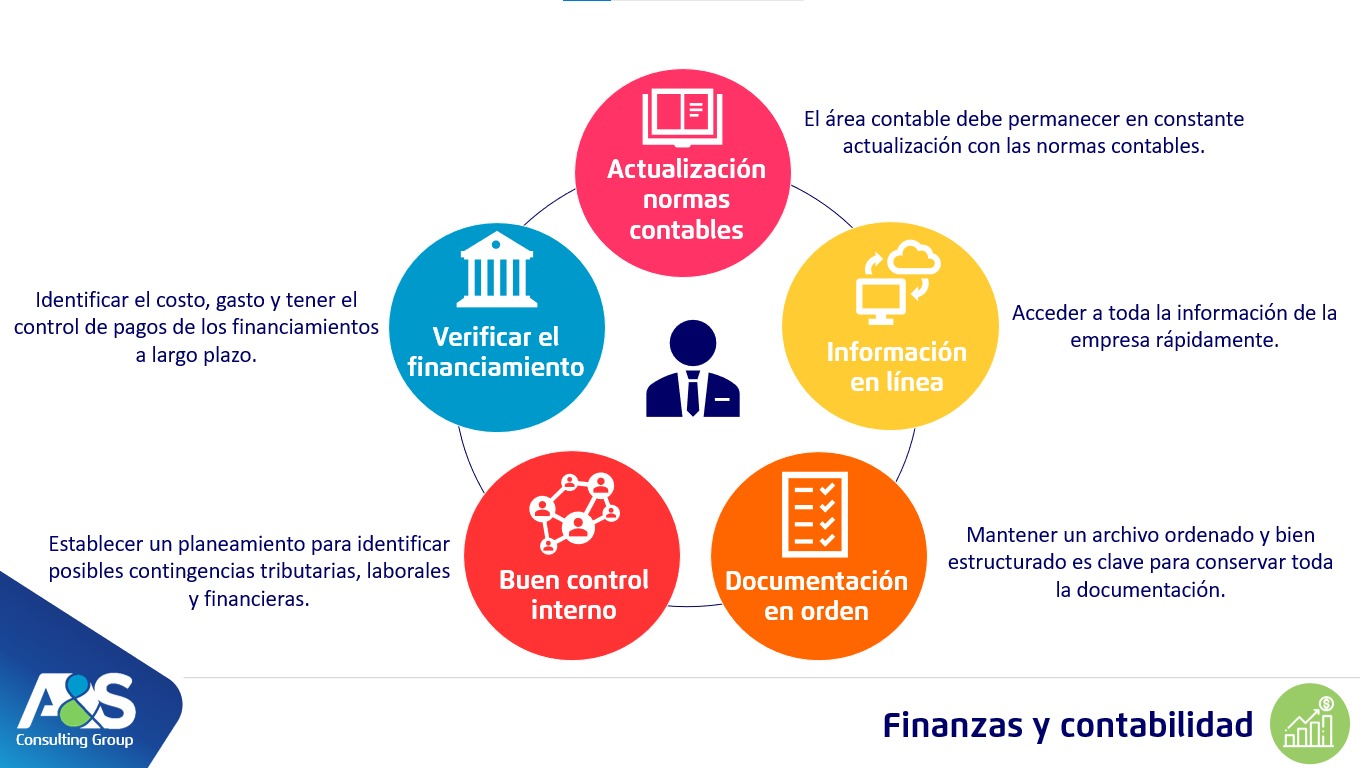 Actualización
normas
contables
El área contable debe permanecer en constante
actualización con las normas contables.
Información
en línea
Acceder a toda la información de la
empresa rápidamente.
Documentación
en orden
Mantener un archivo ordenado y bien
estructurado es clave para conservar toda
la documentación.
Buen control
interno
Establecer un planeamiento para identificar
posibles contingencias tributarias, laborales
y financieras.
Verificar el
financiamiento
Identificar el costo, gasto y tener el
control de pagos de los financiamientos
a largo plazo.
A&S
Consulting Group
Finanzas y contabilidad
$